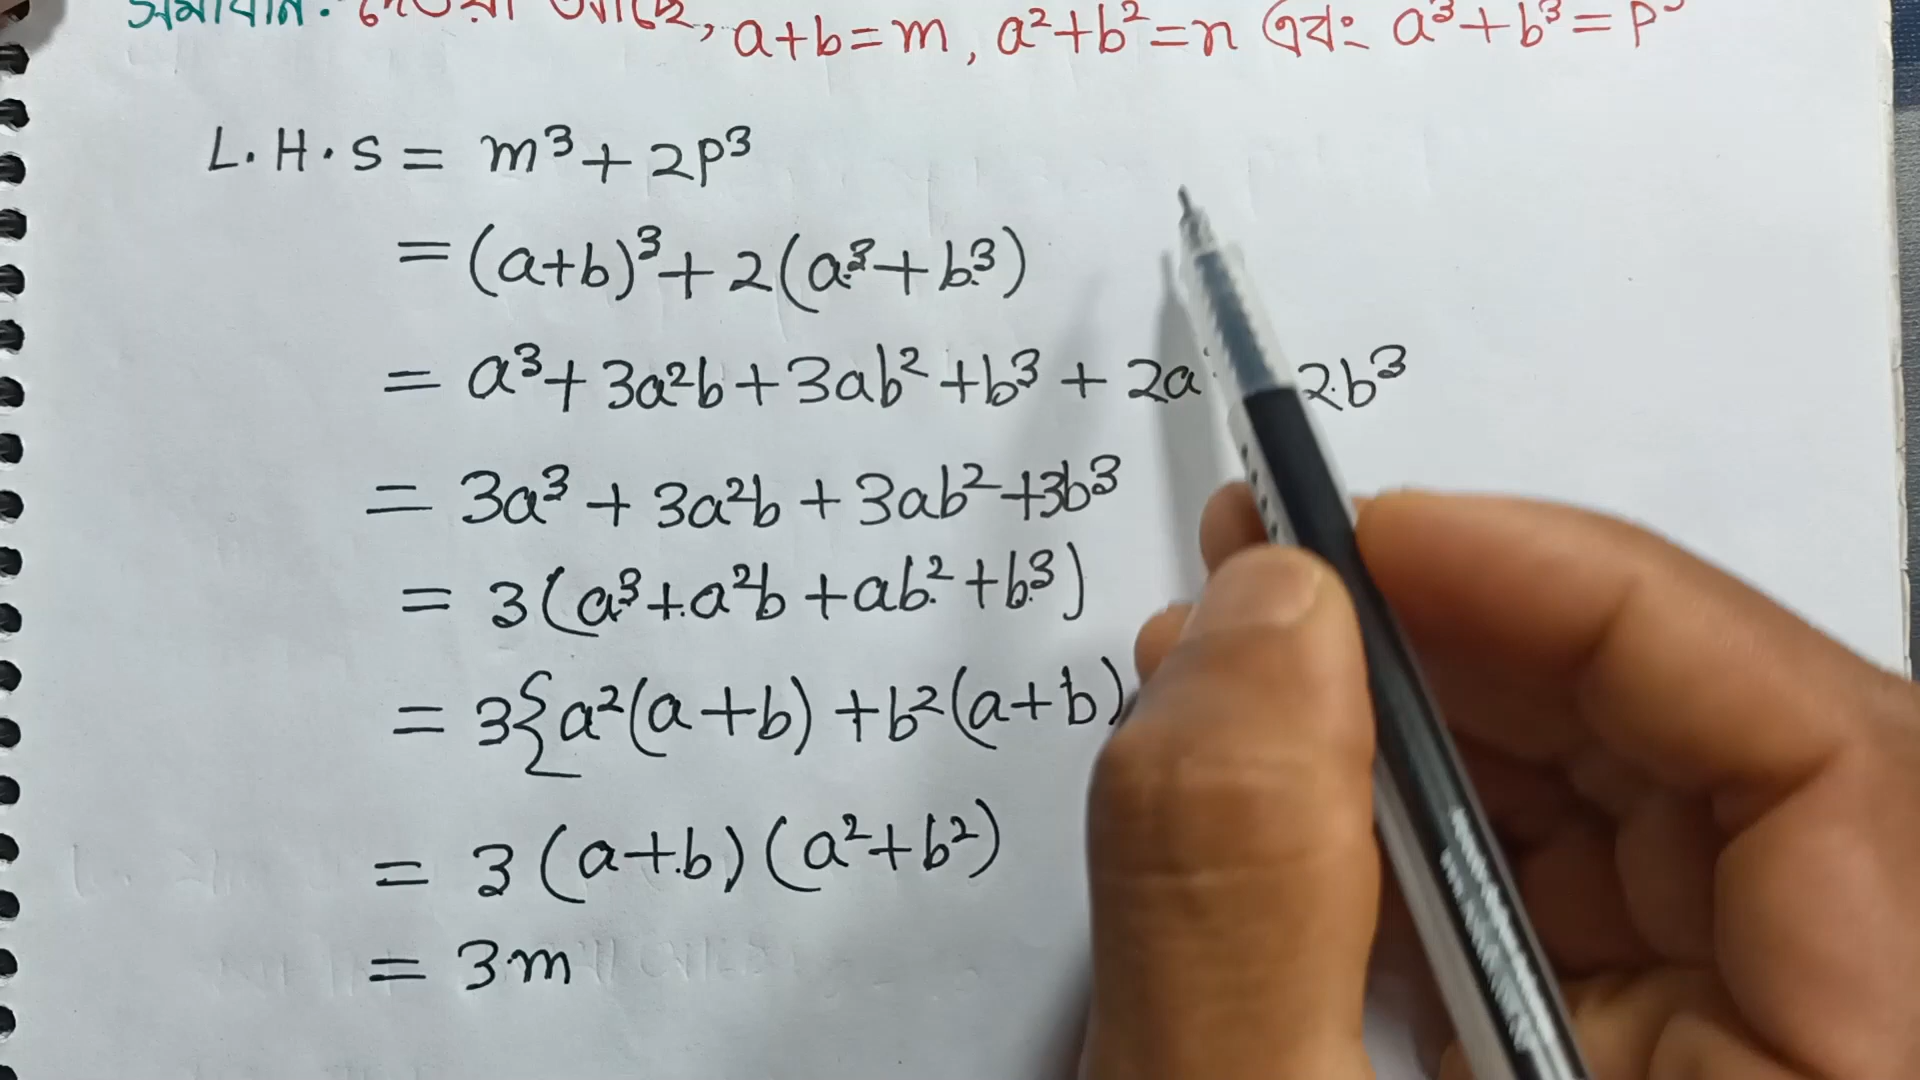 সমাধান: দেওয়া আছে, a+b=m, a²+b²=n এবং a³+b³=p³
L.H.S = m³+2p³
=(a+b)³+2(a³+b³)
= a³+3a²b+3ab²+b³+2a 2b³
= 3a³+3a²b+3ab²+3b³
= 3(a³+a²b+ab²+b³)
= 3{a²(a+b)+b²(a+b)
= 3(a+b)(a²+b²)
= 3m